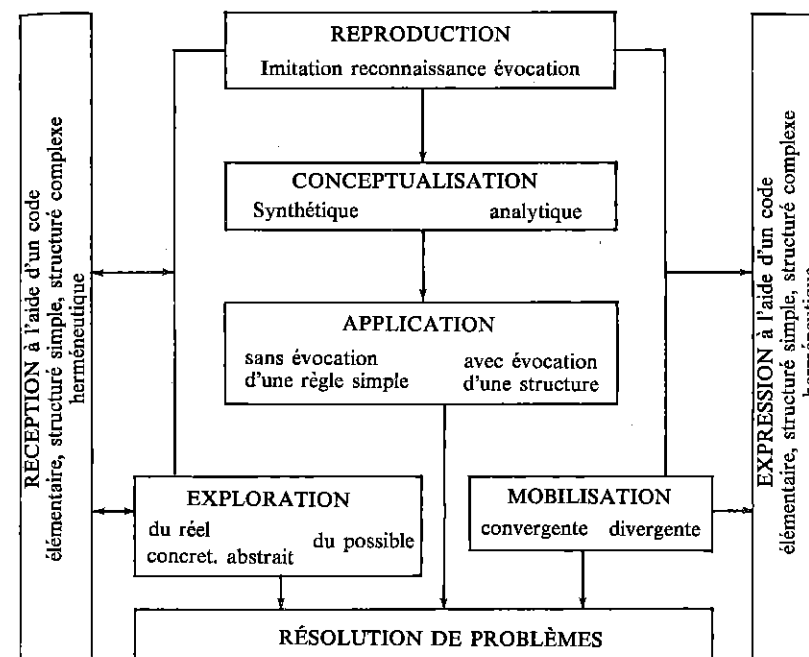 REPRODUCTION
Imitation reconnaissance évocation
CONCEPTUALISATION
Synthétique analytique
APPLICATION
sans évocation avec évocation
d'une règle simple d'une structure
EXPLORATION
du réel du possible
concret. abstrait
MOBILISATION
convergente divergente
RÉSOLUTION DE PROBLÈMES
RECEPTION à l'aide d'un code
élémentaire, structuré simple, structuré complexe
herméneutique
EXPRESSION à l'aide d'un code
élémentaire, structuré simple, structuré complexe
herméneutique